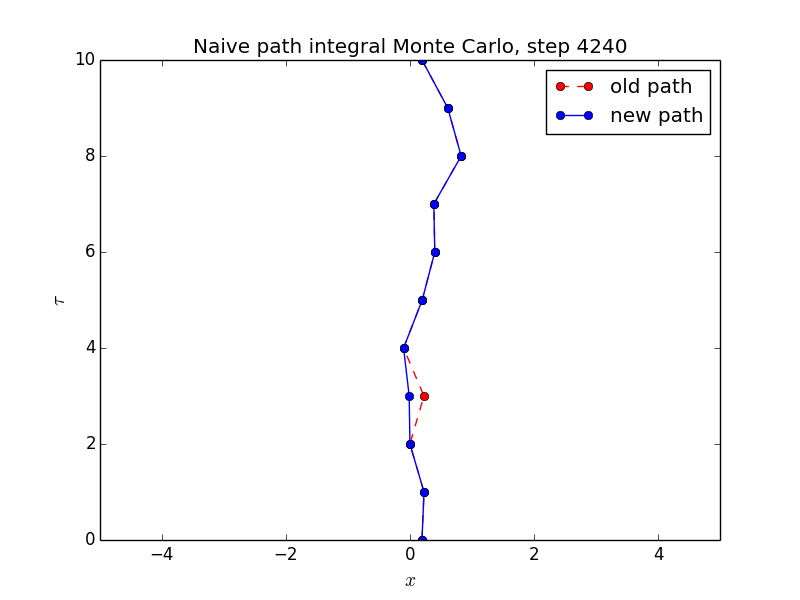 Naive path integral Monte Carlo, step 4240
10
old path
new path
8
6
τ
4
2
0
−4
−2
0
2
4
x